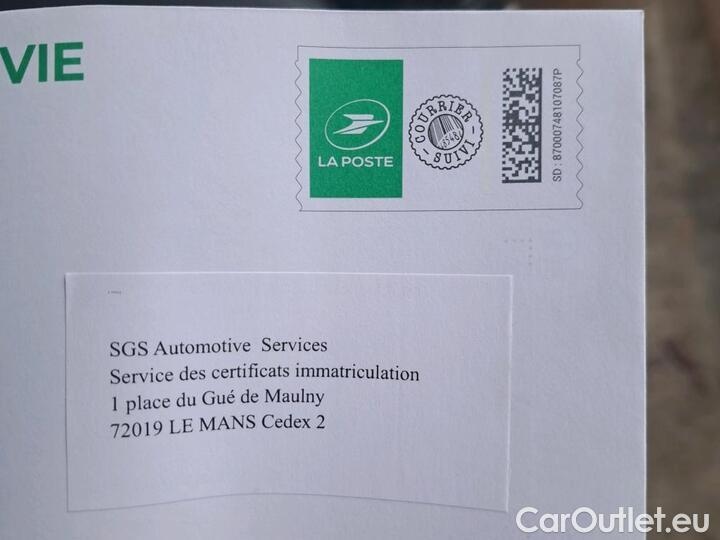 VIE
LA POSTE
COURRIER
SUIVI
SD : 87000748107087P
SGS Automotive Services
Service des certificats immatriculation
1 place du Gué de Maulny
72019 LE MANS Cedex 2
CarOutlet.eu